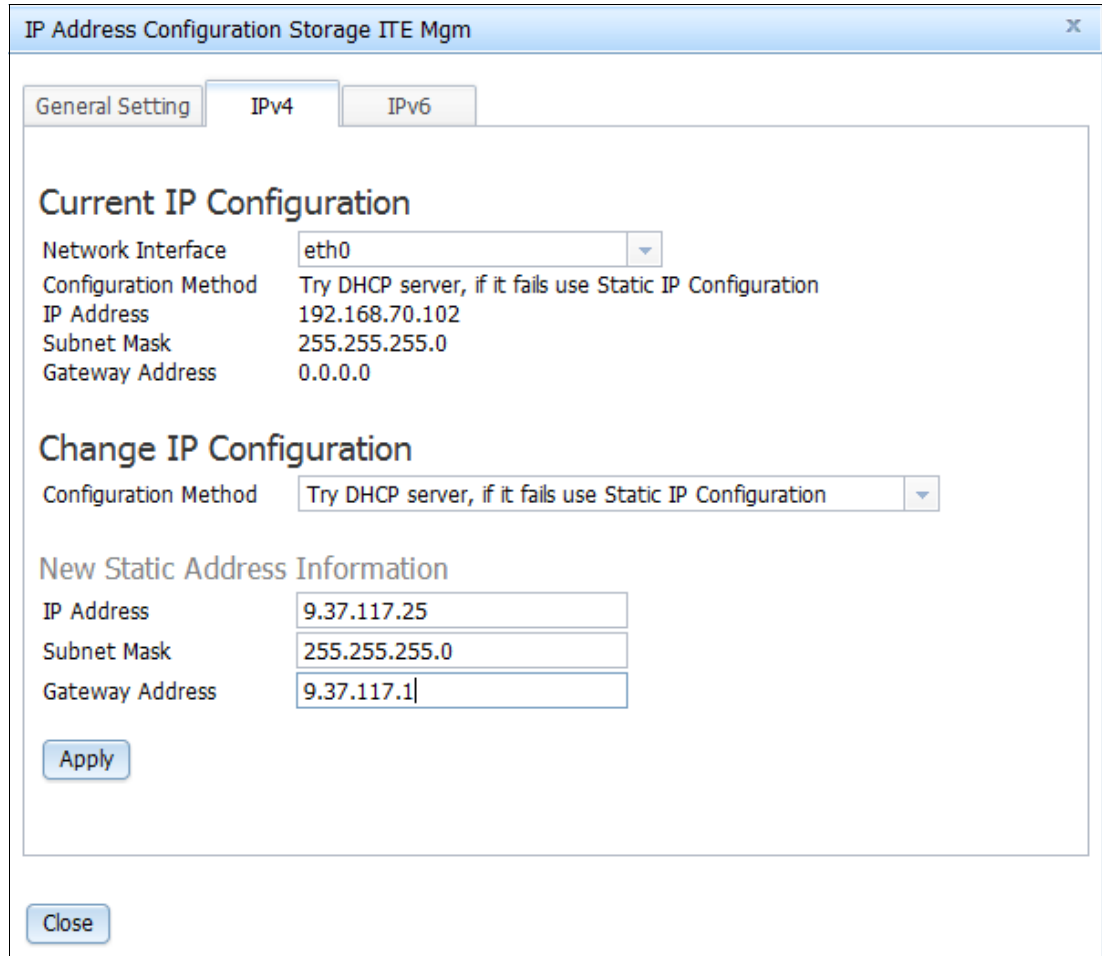 IP Address Configuration Storage ITE Mgm x
General Setting IPv4 IPv6
Current IP Configuration
Network Interface eth0
Configuration Method Try DHCP server, if it fails use Static IP Configuration
IP Address 192.168.70.102
Subnet Mask 255.255.255.0
Gateway Address 0.0.0.0
Change IP Configuration
Configuration Method Try DHCP server, if it fails use Static IP Configuration
New Static Address Information
IP Address 9.37.117.25
Subnet Mask 255.255.255.0
Gateway Address 9.37.117.1
Apply
Close